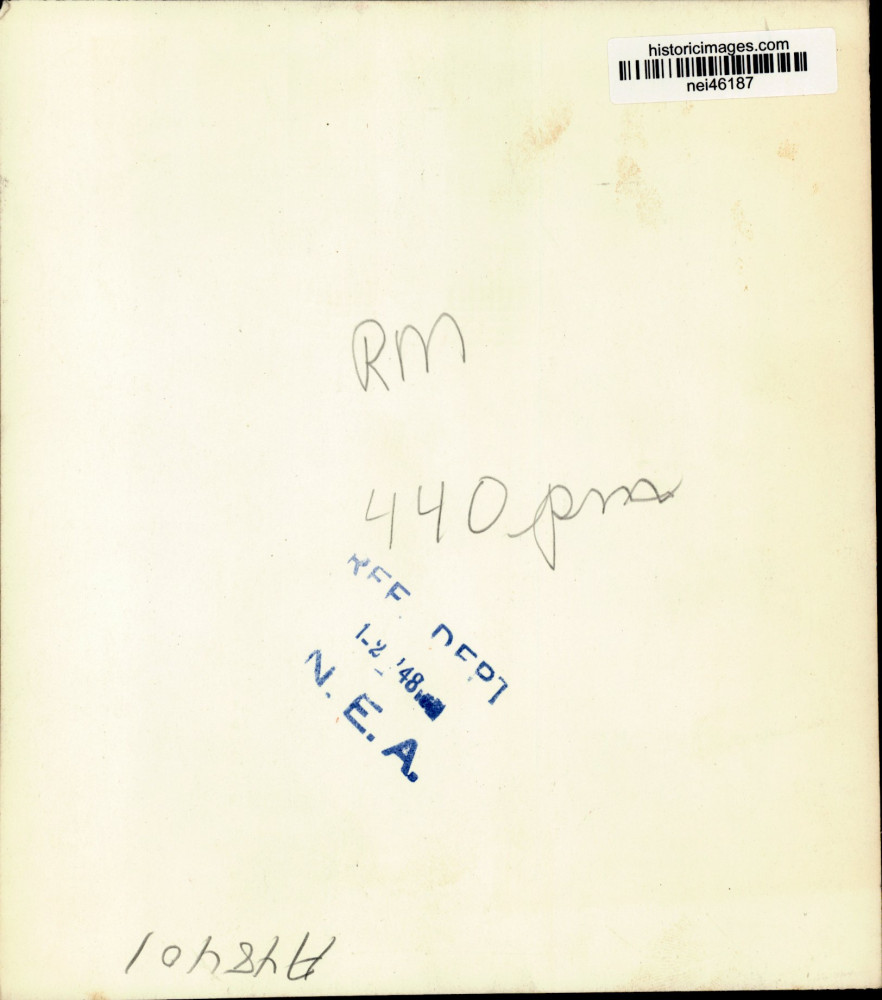 historicimages.com
nei46187
RM
440 pm
REF DEPT
1-2 '48
N. E. A.
A48401